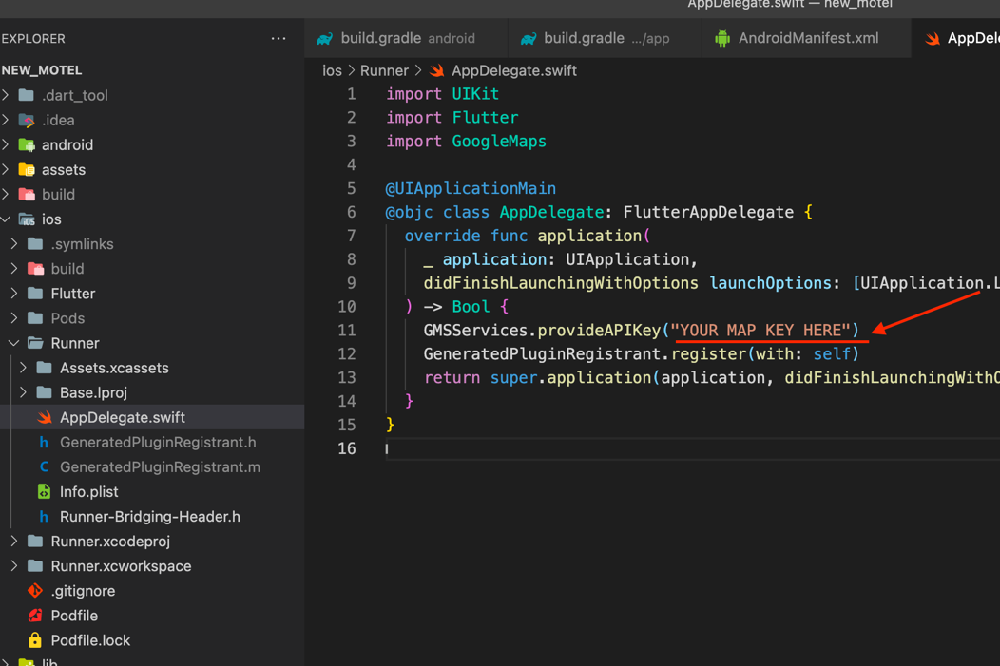 AppDelegate.swift — new_motel
EXPLORER
...
build.gradle android
build.gradle .../app
AndroidManifest.xml
AppDele
NEW_MOTEL
.dart_tool
.idea
android
assets
build
ios
.symlinks
build
Flutter
Pods
Runner
Assets.xcassets
Base.lproj
AppDelegate.swift
h GeneratedPluginRegistrant.h
C GeneratedPluginRegistrant.m
Info.plist
h Runner-Bridging-Header.h
Runner.xcodeproj
Runner.xcworkspace
.gitignore
Podfile
Podfile.lock
lib
ios > Runner > AppDelegate.swift
1 import UIKit
2 import Flutter
3 import GoogleMaps
4
5 @UIApplicationMain
6 @objc class AppDelegate: FlutterAppDelegate {
7 override func application(
8 _ application: UIApplication,
9 didFinishLaunchingWithOptions launchOptions: [UIApplication.L
10 ) -> Bool {
11 GMSServices.provideAPIKey("YOUR MAP KEY HERE")
12 GeneratedPluginRegistrant.register(with: self)
13 return super.application(application, didFinishLaunchingWithO
14 }
15 }
16